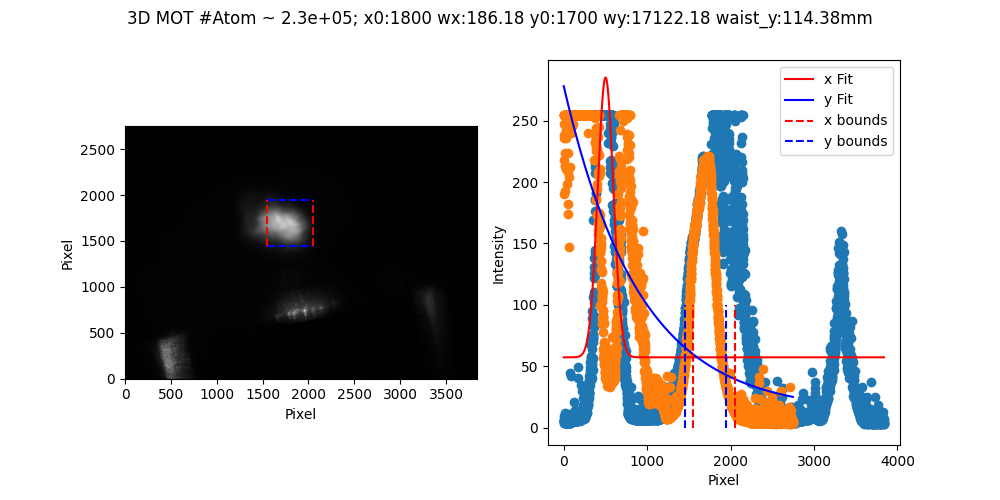 3D MOT #Atom ~ 2.3e+05; x0:1800 wx:186.18 y0:1700 wy:17122.18 waist_y:114.38mm
2500
2000
1500
1000
500
0
Pixel
0 500 1000 1500 2000 2500 3000 3500
Pixel
250
200
150
100
50
0
Intensity
0 1000 2000 3000 4000
Pixel
x Fit
y Fit
x bounds
y bounds